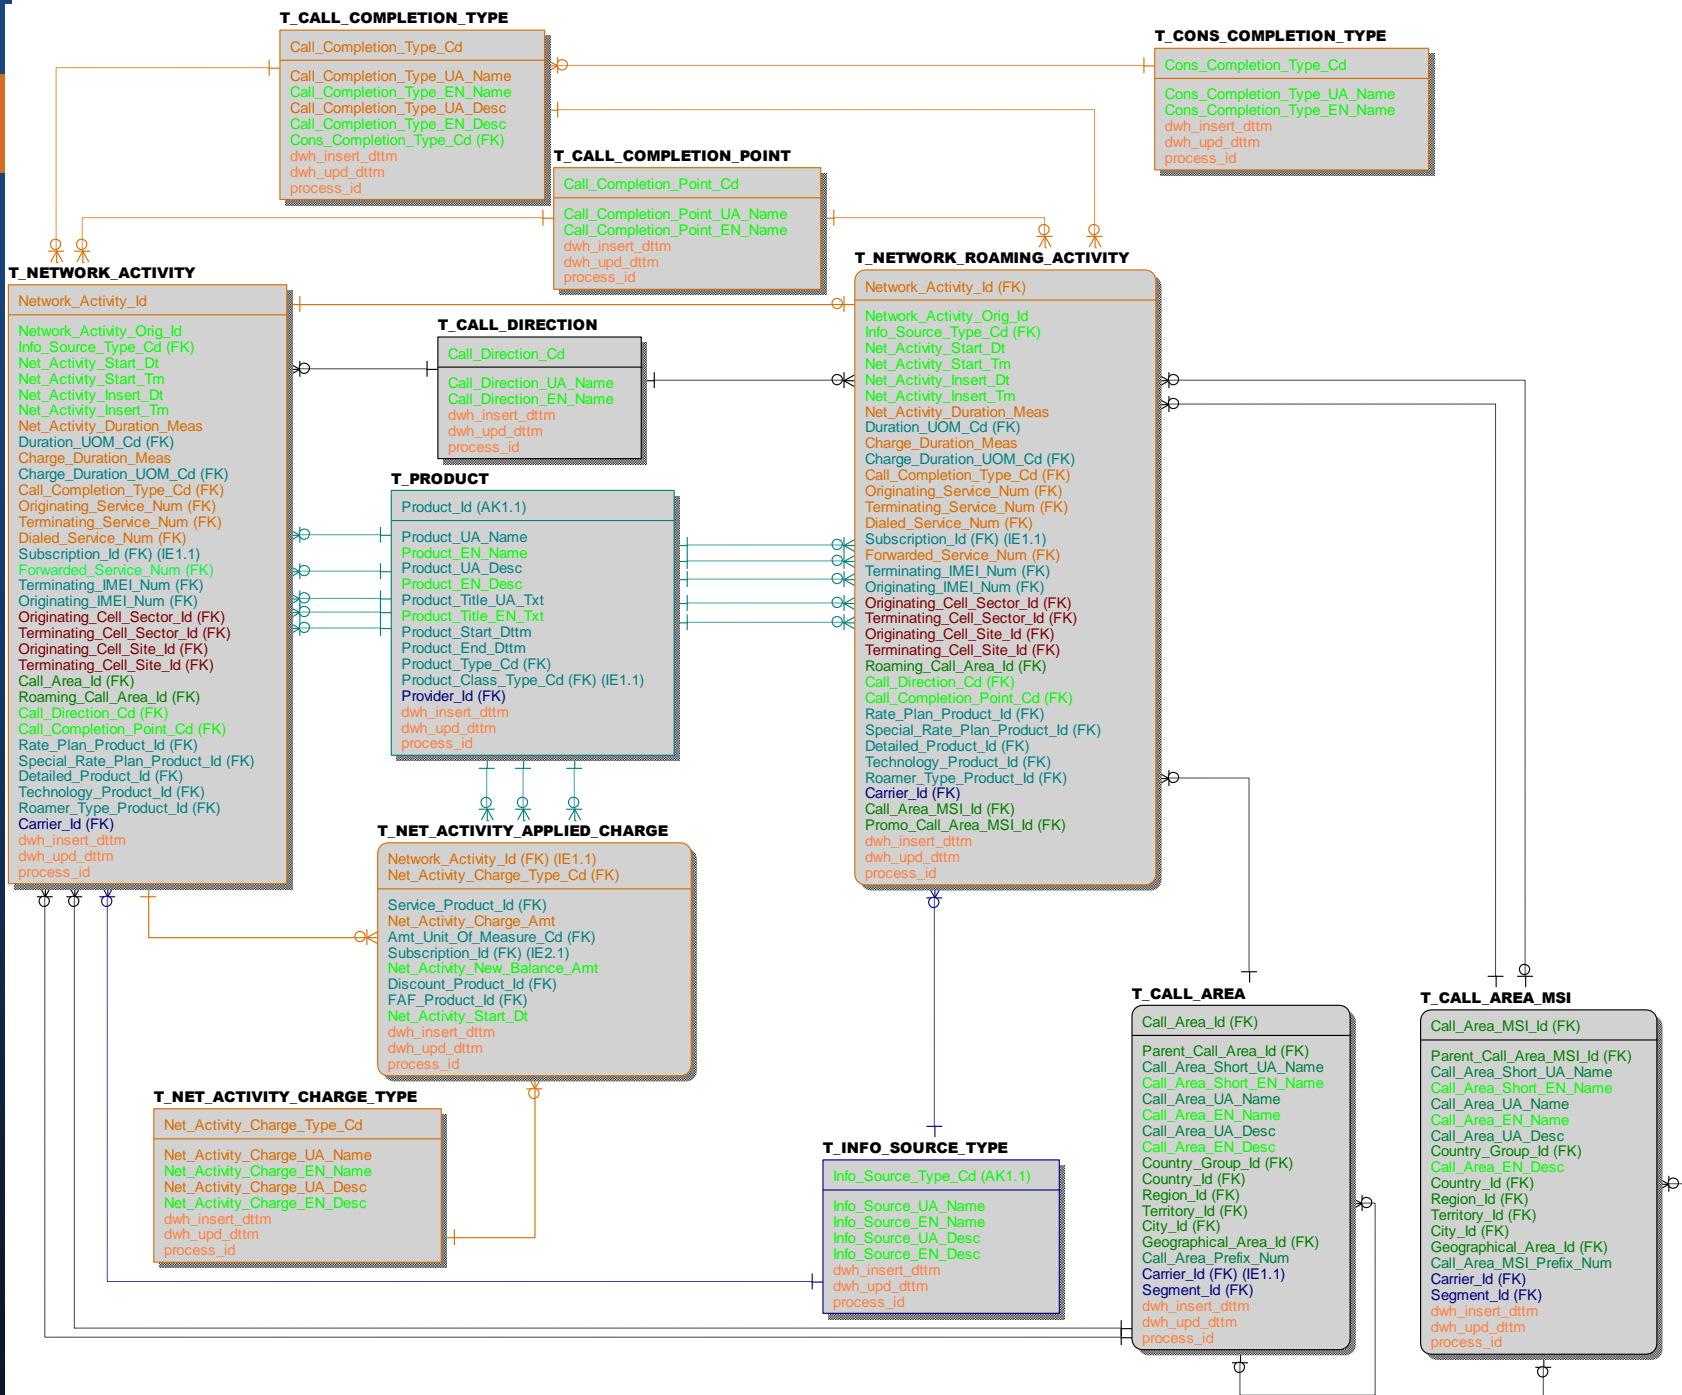 T_CALL_COMPLETION_TYPE
Call_Completion_Type_Cd
Call_Completion_Type_UA_Name
Call_Completion_Type_EN_Name
Call_Completion_Type_UA_Desc
Call_Completion_Type_EN_Desc
Cons_Completion_Type_Cd (FK)
dwh_insert_dttm
dwh_upd_dttm
process_id
T_CONS_COMPLETION_TYPE
Cons_Completion_Type_Cd
Cons_Completion_Type_UA_Name
Cons_Completion_Type_EN_Name
dwh_insert_dttm
dwh_upd_dttm
process_id
T_CALL_COMPLETION_POINT
Call_Completion_Point_Cd
Call_Completion_Point_UA_Name
Call_Completion_Point_EN_Name
dwh_insert_dttm
dwh_upd_dttm
process_id
T_NETWORK_ACTIVITY
Network_Activity_Id
Network_Activity_Orig_Id
Info_Source_Type_Cd (FK)
Net_Activity_Start_Dt
Net_Activity_Start_Tm
Net_Activity_Insert_Dt
Net_Activity_Insert_Tm
Net_Activity_Duration_Meas
Duration_UOM_Cd (FK)
Charge_Duration_Meas
Charge_Duration_UOM_Cd (FK)
Call_Completion_Type_Cd (FK)
Originating_Service_Num (FK)
Terminating_Service_Num (FK)
Dialed_Service_Num (FK)
Subscription_Id (FK) (IE1.1)
Forwarded_Service_Num (FK)
Terminating_IMEI_Num (FK)
Originating_IMEI_Num (FK)
Originating_Cell_Sector_Id (FK)
Terminating_Cell_Sector_Id (FK)
Originating_Cell_Site_Id (FK)
Terminating_Cell_Site_Id (FK)
Call_Area_Id (FK)
Roaming_Call_Area_Id (FK)
Call_Direction_Cd (FK)
Call_Completion_Point_Cd (FK)
Rate_Plan_Product_Id (FK)
Special_Rate_Plan_Product_Id (FK)
Detailed_Product_Id (FK)
Technology_Product_Id (FK)
Roamer_Type_Product_Id (FK)
Carrier_Id (FK)
dwh_insert_dttm
dwh_upd_dttm
process_id
T_CALL_DIRECTION
Call_Direction_Cd
Call_Direction_UA_Name
Call_Direction_EN_Name
dwh_insert_dttm
dwh_upd_dttm
process_id
T_PRODUCT
Product_Id (AK1.1)
Product_UA_Name
Product_EN_Name
Product_UA_Desc
Product_EN_Desc
Product_Title_UA_Txt
Product_Title_EN_Txt
Product_Start_Dttm
Product_End_Dttm
Product_Type_Cd (FK)
Product_Class_Type_Cd (FK) (IE1.1)
Provider_Id (FK)
dwh_insert_dttm
dwh_upd_dttm
process_id
T_NETWORK_ROAMING_ACTIVITY
Network_Activity_Id (FK)
Network_Activity_Orig_Id
Info_Source_Type_Cd (FK)
Net_Activity_Start_Dt
Net_Activity_Start_Tm
Net_Activity_Insert_Dt
Net_Activity_Insert_Tm
Net_Activity_Duration_Meas
Duration_UOM_Cd (FK)
Charge_Duration_Meas
Charge_Duration_UOM_Cd (FK)
Call_Completion_Type_Cd (FK)
Originating_Service_Num (FK)
Terminating_Service_Num (FK)
Dialed_Service_Num (FK)
Subscription_Id (FK) (IE1.1)
Forwarded_Service_Num (FK)
Terminating_IMEI_Num (FK)
Originating_IMEI_Num (FK)
Originating_Cell_Sector_Id (FK)
Terminating_Cell_Sector_Id (FK)
Originating_Cell_Site_Id (FK)
Terminating_Cell_Site_Id (FK)
Roaming_Call_Area_Id (FK)
Call_Direction_Cd (FK)
Call_Completion_Point_Cd (FK)
Rate_Plan_Product_Id (FK)
Special_Rate_Plan_Product_Id (FK)
Detailed_Product_Id (FK)
Technology_Product_Id (FK)
Roamer_Type_Product_Id (FK)
Carrier_Id (FK)
Call_Area_MSI_Id (FK)
Promo_Call_Area_MSI_Id (FK)
dwh_insert_dttm
dwh_upd_dttm
process_id
T_NET_ACTIVITY_APPLIED_CHARGE
Network_Activity_Id (FK) (IE1.1)
Net_Activity_Charge_Type_Cd (FK)
Service_Product_Id (FK)
Net_Activity_Charge_Amt
Amt_Unit_Of_Measure_Cd (FK)
Subscription_Id (FK) (IE2.1)
Net_Activity_New_Balance_Amt
Discount_Product_Id (FK)
FAF_Product_Id (FK)
Net_Activity_Start_Dt
dwh_insert_dttm
dwh_upd_dttm
process_id
T_NET_ACTIVITY_CHARGE_TYPE
Net_Activity_Charge_Type_Cd
Net_Activity_Charge_UA_Name
Net_Activity_Charge_EN_Name
Net_Activity_Charge_UA_Desc
Net_Activity_Charge_EN_Desc
dwh_insert_dttm
dwh_upd_dttm
process_id
T_INFO_SOURCE_TYPE
Info_Source_Type_Cd (AK1.1)
Info_Source_UA_Name
Info_Source_EN_Name
Info_Source_UA_Desc
Info_Source_EN_Desc
dwh_insert_dttm
dwh_upd_dttm
process_id
T_CALL_AREA
Call_Area_Id (FK)
Parent_Call_Area_Id (FK)
Call_Area_Short_UA_Name
Call_Area_Short_EN_Name
Call_Area_UA_Name
Call_Area_EN_Name
Call_Area_UA_Desc
Call_Area_EN_Desc
Country_Group_Id (FK)
Country_Id (FK)
Region_Id (FK)
Territory_Id (FK)
City_Id (FK)
Geographical_Area_Id (FK)
Call_Area_Prefix_Num
Carrier_Id (FK) (IE1.1)
Segment_Id (FK)
dwh_insert_dttm
dwh_upd_dttm
process_id
T_CALL_AREA_MSI
Call_Area_MSI_Id (FK)
Parent_Call_Area_MSI_Id (FK)
Call_Area_Short_UA_Name
Call_Area_Short_EN_Name
Call_Area_UA_Name
Call_Area_EN_Name
Call_Area_UA_Desc
Country_Group_Id (FK)
Call_Area_EN_Desc
Country_Id (FK)
Region_Id (FK)
Territory_Id (FK)
City_Id (FK)
Geographical_Area_Id (FK)
Call_Area_MSI_Prefix_Num
Carrier_Id (FK)
Segment_Id (FK)
dwh_insert_dttm
dwh_upd_dttm
process_id